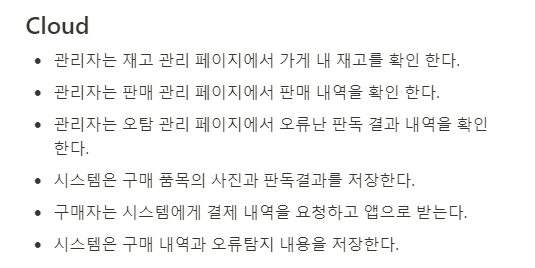 Cloud
• 관리자는 재고 관리 페이지에서 가게 내 재고를 확인 한다.
• 관리자는 판매 관리 페이지에서 판매 내역을 확인 한다.
• 관리자는 오탐 관리 페이지에서 오류난 판독 결과 내역을 확인
한다.
• 시스템은 구매 품목의 사진과 판독결과를 저장한다.
• 구매자는 시스템에게 결제 내역을 요청하고 앱으로 받는다.
• 시스템은 구매 내역과 오류탐지 내용을 저장한다.